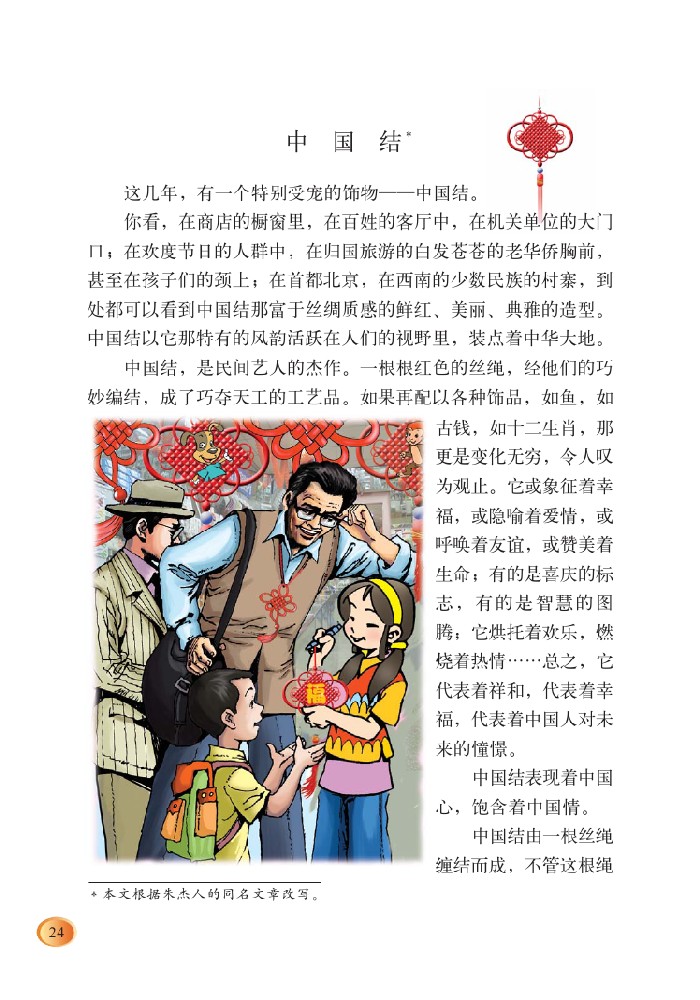 中国结*
这几年，有一个特别受宠的饰物——中国结。
你看，在商店的橱窗里，在百姓的客厅中，在机关单位的大门
口；在欢度节日的人群中，在归国旅游的白发苍苍的老华侨胸前，
甚至在孩子们的颈上；在首都北京，在西南的少数民族的村寨，到
处都可以看到中国结那富于丝绸质感的鲜红、美丽、典雅的造型。
中国结以它那特有的风韵活跃在人们的视野里，装点着中华大地。
中国结，是民间艺人的杰作。一根根红色的丝绳，经他们的巧
妙编结，成了巧夺天工的工艺品。如果再配以各种饰品，如鱼，如
古钱，如十二生肖，那
更是变化无穷，令人叹
为观止。它或象征着幸
福，或隐喻着爱情，或
呼唤着友谊，或赞美着
生命；有的是喜庆的标
志，有的是智慧的图
腾；它烘托着欢乐，燃
烧着热情……总之，它
代表着祥和，代表着幸
福，代表着中国人对未
来的憧憬。
中国结表现着中国
心，饱含着中国情。
中国结由一根丝绳
缠结而成，不管这根绳
福
* 本文根据朱杰人的同名文章改写。
24